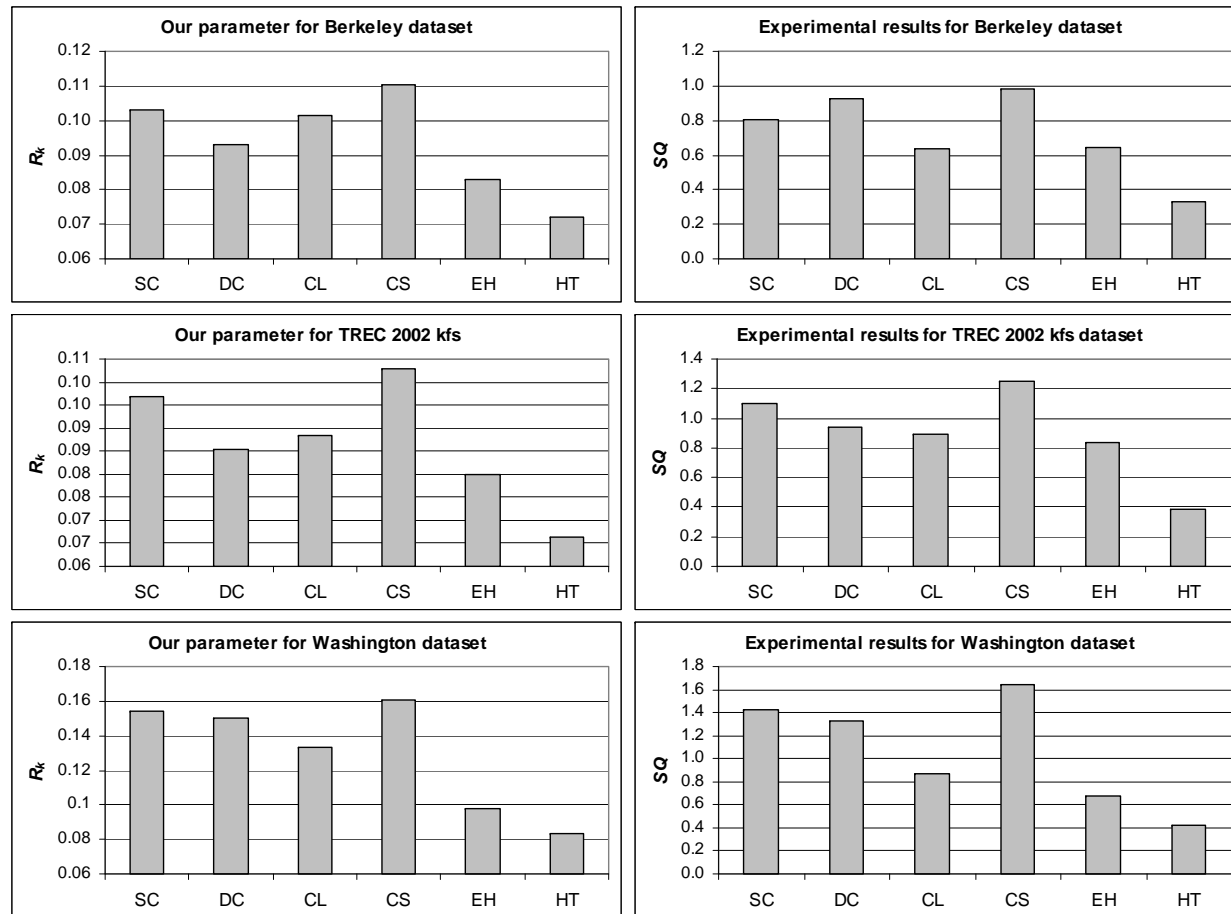 Our parameter for Berkeley dataset
0.12
0.11
0.10
0.09
0.08
0.07
0.06
Rk
SC DC CL CS EH HT
Experimental results for Berkeley dataset
1.2
1.0
0.8
0.6
0.4
0.2
0.0
SQ
SC DC CL CS EH HT
Our parameter for TREC 2002 kfs
0.11
0.10
0.10
0.09
0.09
0.08
0.08
0.07
0.07
0.06
Rk
SC DC CL CS EH HT
Experimental results for TREC 2002 kfs dataset
1.4
1.2
1.0
0.8
0.6
0.4
0.2
0.0
SQ
SC DC CL CS EH HT
Our parameter for Washington dataset
0.18
0.16
0.14
0.12
0.1
0.08
0.06
Rk
SC DC CL CS EH HT
Experimental results for Washington dataset
1.8
1.6
1.4
1.2
1.0
0.8
0.6
0.4
0.2
0.0
SQ
SC DC CL CS EH HT